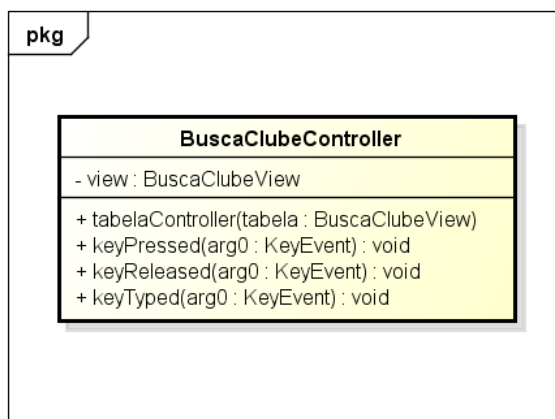 pkg
BuscaClubeController
- view : BuscaClubeView
+ tabelaController(tabela : BuscaClubeView)
+ keyPressed(arg0 : KeyEvent) : void
+ keyReleased(arg0 : KeyEvent) : void
+ keyTyped(arg0 : KeyEvent) : void